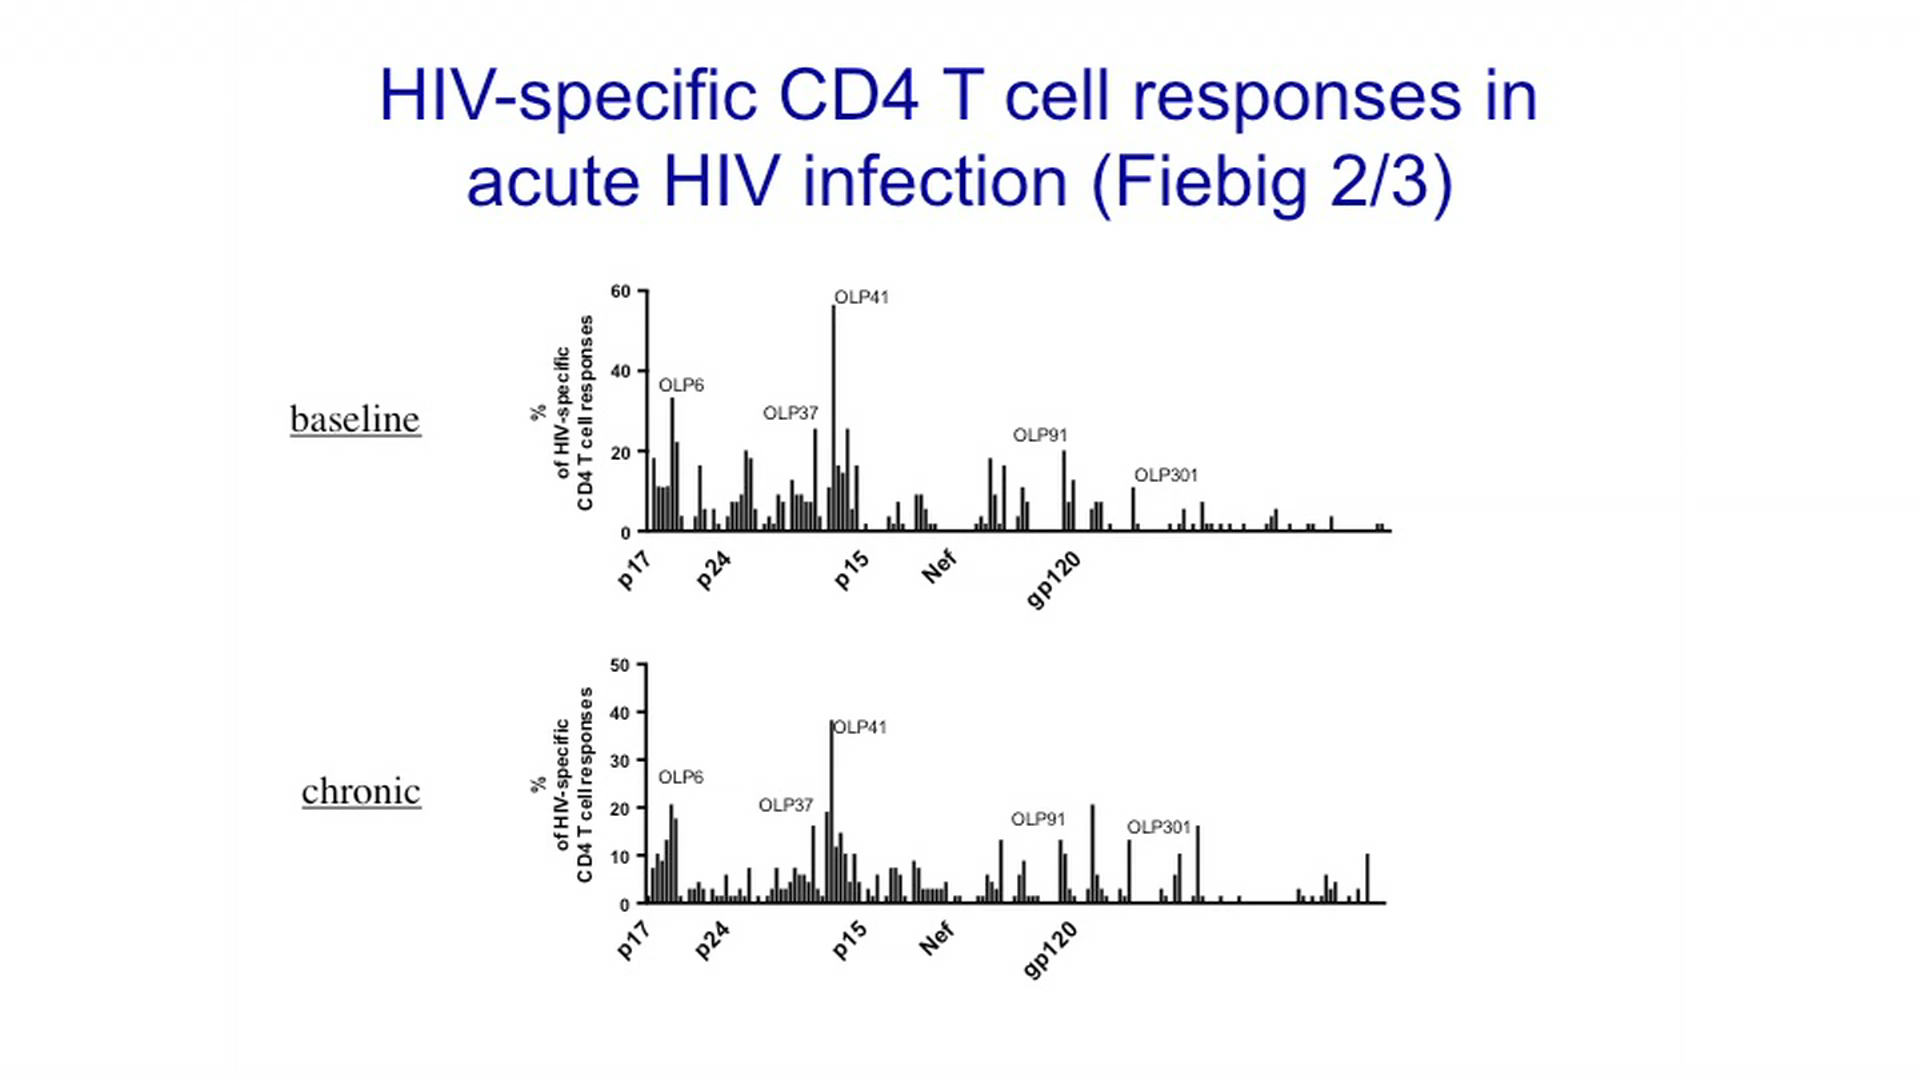 HIV-specific CD4 T cell responses in
acute HIV infection (Fiebig 2/3)
baseline
%
of HIV-specific
CD4 T cell responses
60
40
20
0
OLP6
OLP37
OLP41
OLP91
OLP301
p17
p24
p15
Nef
gp120
chronic
%
of HIV-specific
CD4 T cell responses
50
40
30
20
10
0
OLP6
OLP37
OLP41
OLP91
OLP301
p17
p24
p15
Nef
gp120